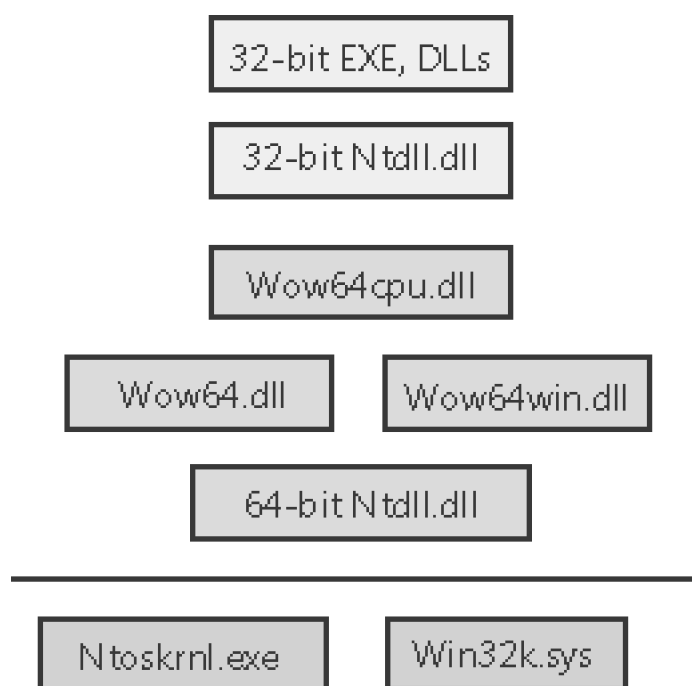 32-bit EXE, DLLs
32-bit Ntdll.dll
Wow64cpu.dll
Wow64.dll
Wow64win.dll
64-bit Ntdll.dll
Ntoskrnl.exe
Win32k.sys